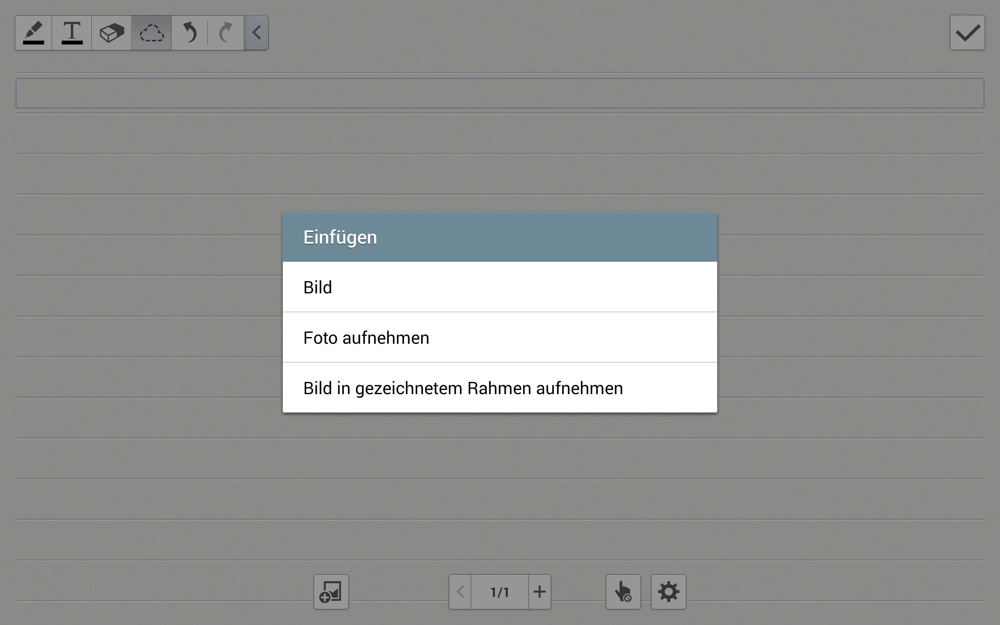 T
Einfügen
Bild
Foto aufnehmen
Bild in gezeichnetem Rahmen aufnehmen
1/1